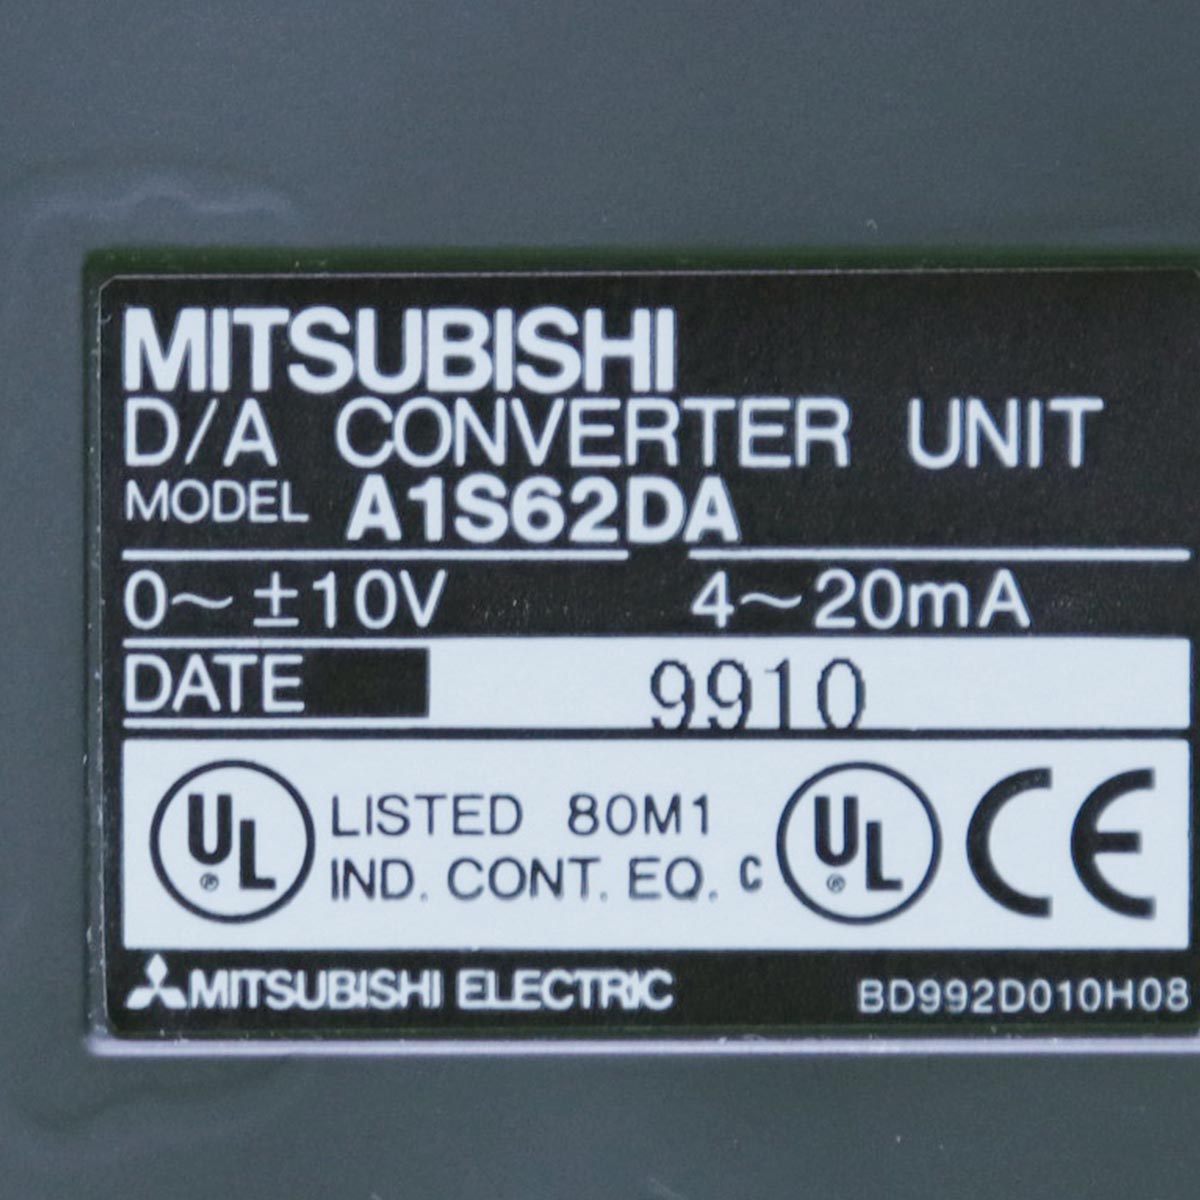 MITSUBISHI
D/A CONVERTER UNIT
MODEL A1S62DA
0~±10V 4~20mA
DATE 9910
UL® LISTED 80M1
IND. CONT. EQ. C UL® CE
MITSUBISHI ELECTRIC BD992D010H08